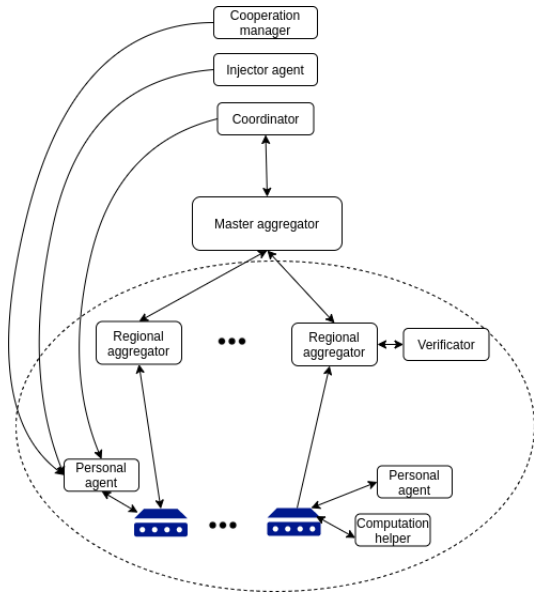 Cooperation
manager
Injector agent
Coordinator
Master aggregator
Regional
aggregator
Regional
aggregator
Verificator
Personal
agent
Personal
agent
Computation
helper